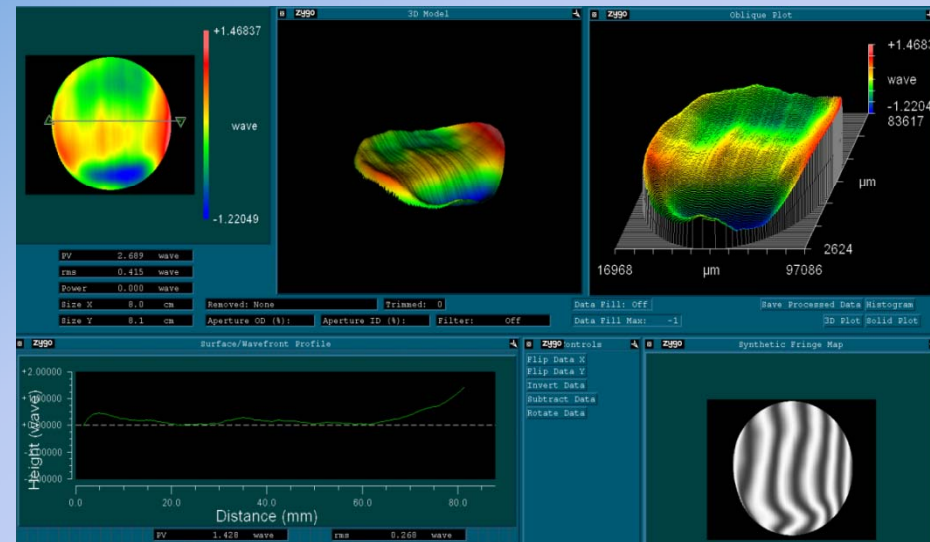 zygo
+1.46837
wave
-1.22049
PV 2.689 wave
rms 0.415 wave
Power 0.000 wave
Size X 8.0 cm
Size Y 8.1 cm
zygo 3D Model
Removed: None
Trimmed: 0
Aperture OD (%):
Aperture ID (%):
Filter: Off
zygo Oblique Plot
+1.4683
wave
-1.2204
83617
µm
2624
16968 µm 97086
Data Fill: Off
Data Fill Max: -1
Save Processed Data Histogram
3D Plot Solid Plot
zygo Surface/Wavefront Profile
+2.00000
Height (wave)
0.0 20.0 40.0 60.0 80.0
Distance (mm)
PV 1.428 wave rms 0.268 wave
zygo ontrols
Flip Data X
Flip Data Y
Invert Data
Subtract Data
Rotate Data
zygo Synthetic Fringe Map